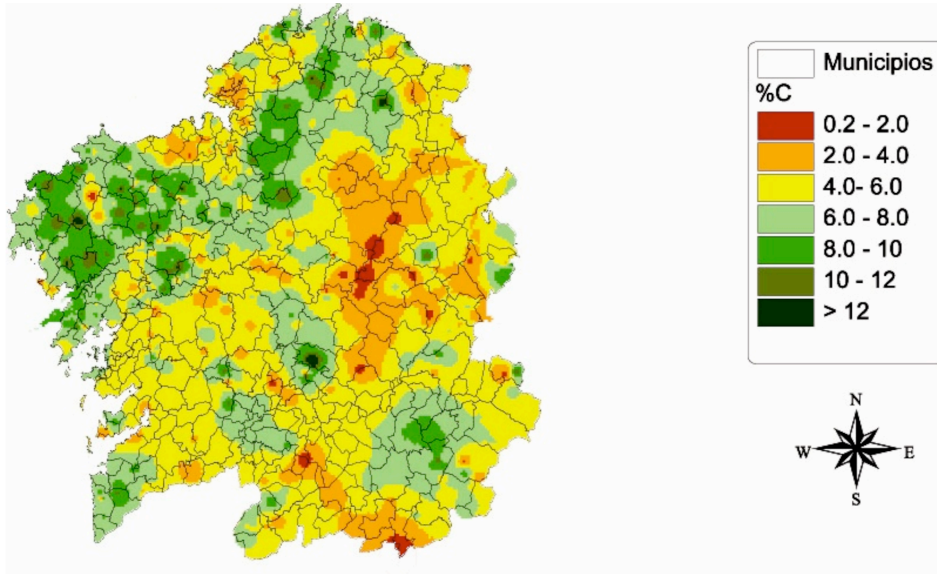 Municipios
%C
0.2 - 2.0
2.0 - 4.0
4.0- 6.0
6.0 - 8.0
8.0 - 10
10 - 12
> 12
N
W E
S